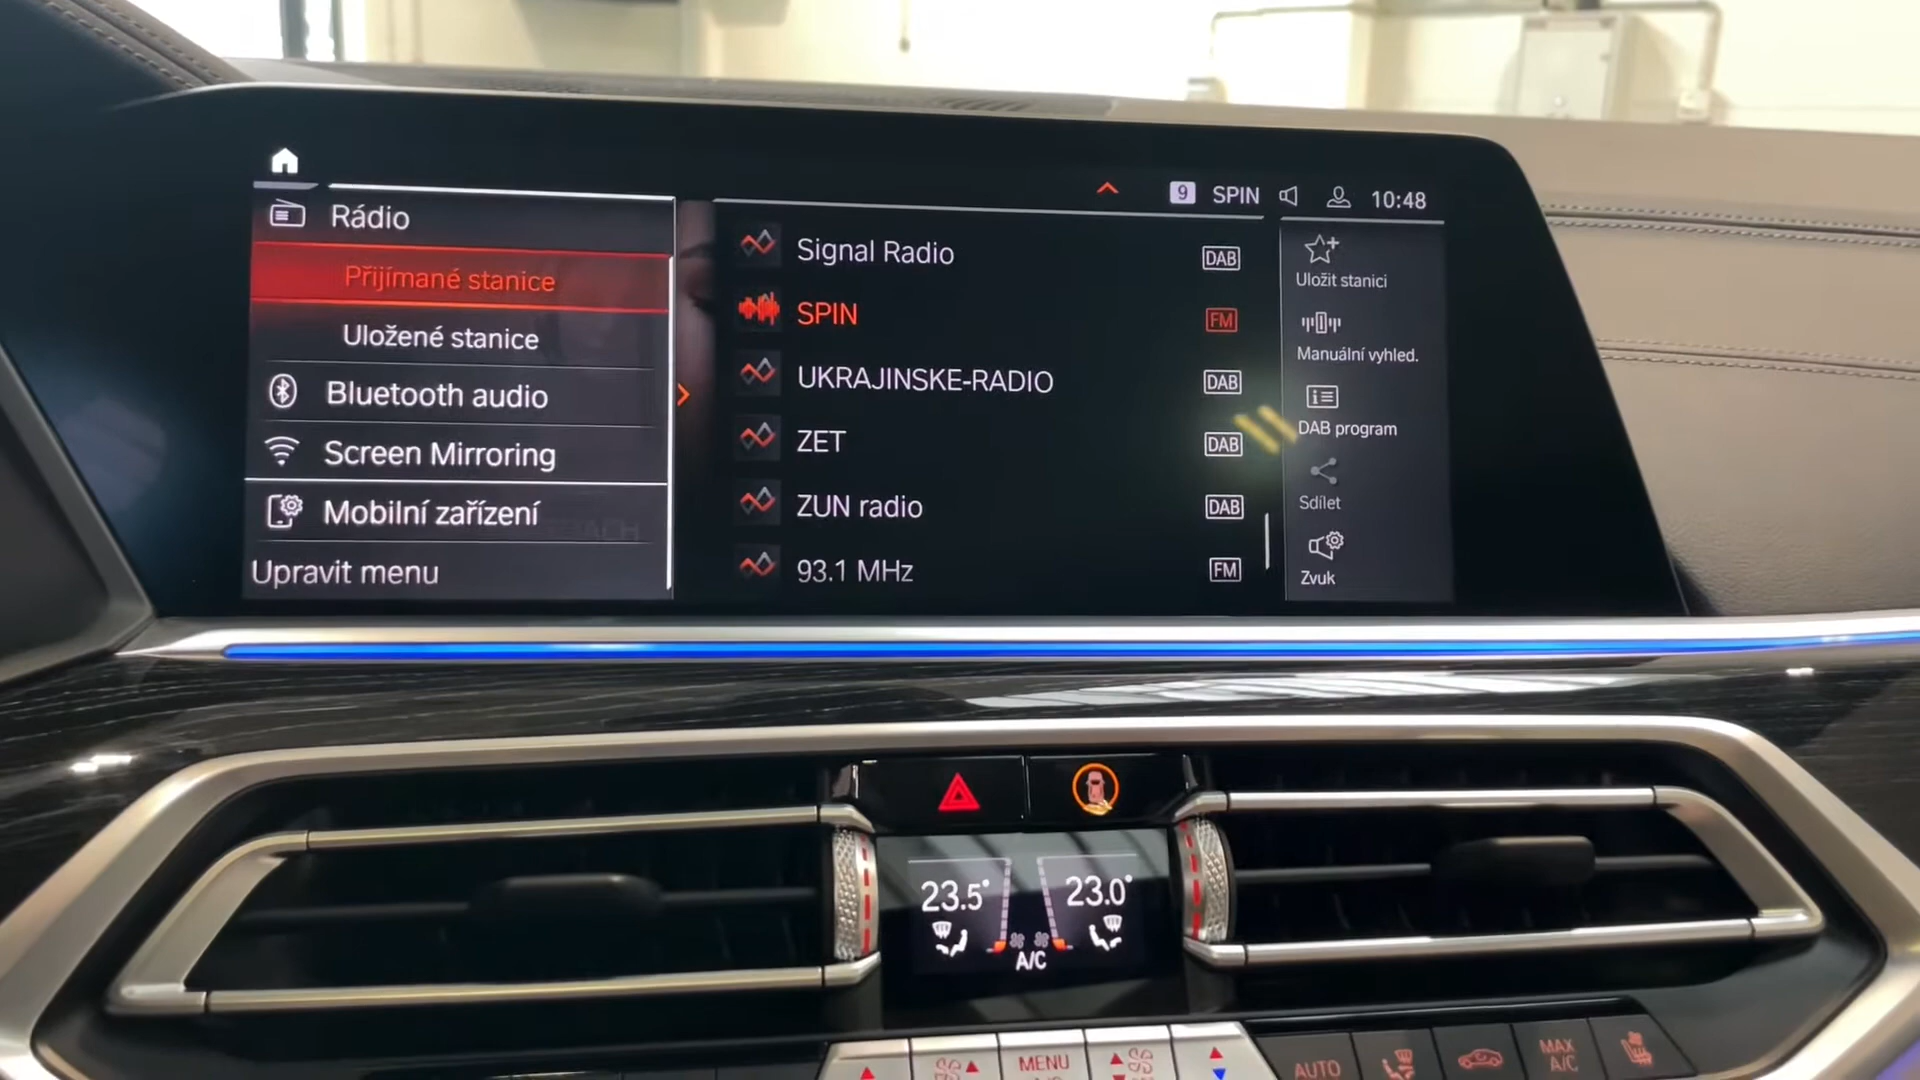 9 SPIN 10:48
Rádio
Přijímané stanice
Uložené stanice
Bluetooth audio
Screen Mirroring
Mobilní zařízení
Upravit menu
Signal Radio DAB
SPIN FM
UKRAJINSKE-RADIO DAB
ZET DAB
ZUN radio DAB
93.1 MHz FM
Uložit stanici
Manuální vyhled.
DAB program
Sdílet
Zvuk
23.5° 23.0°
A/C
MENU
AUTO
MAX
A/C